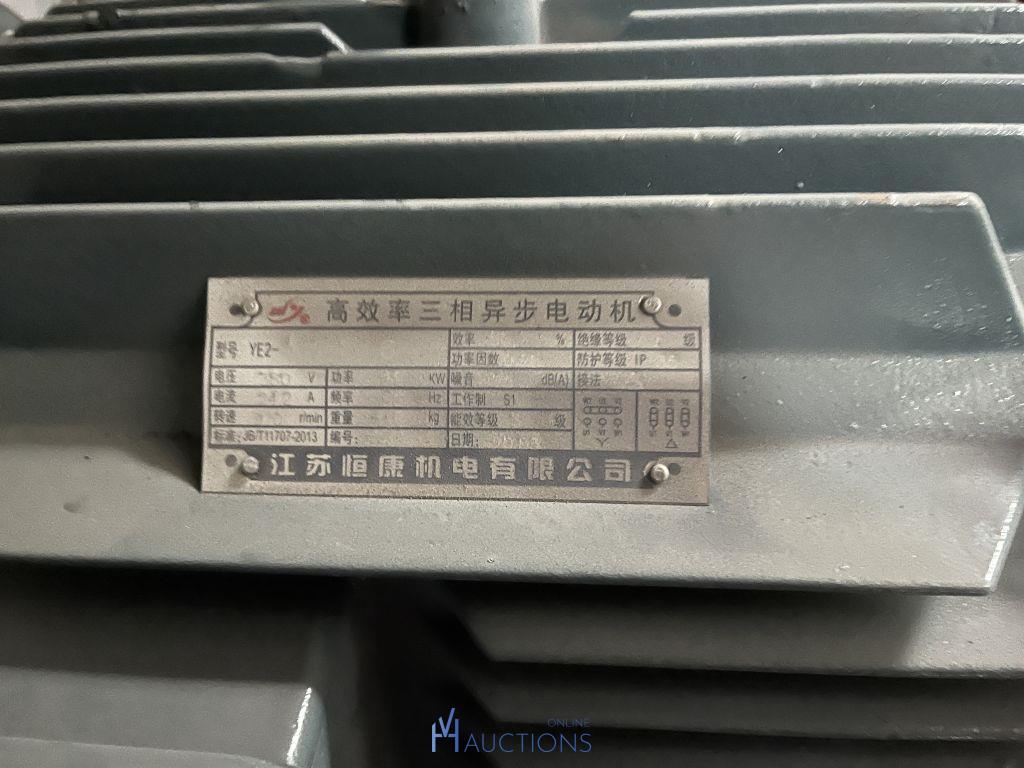 高效率三相异步电动机
型号 YE2- 效率 % 绝缘等级 级
功率因数 防护等级 IP
电压 V 功率 KW 噪音 dB(A) 接法
电流 A 频率 Hz 工作制 S1
转速 r/min 重量 kg 能效等级 级
标准: JB/T11707-2013 编号: 日期:
江苏恒康机电有限公司
ONLINE
AUCTIONS